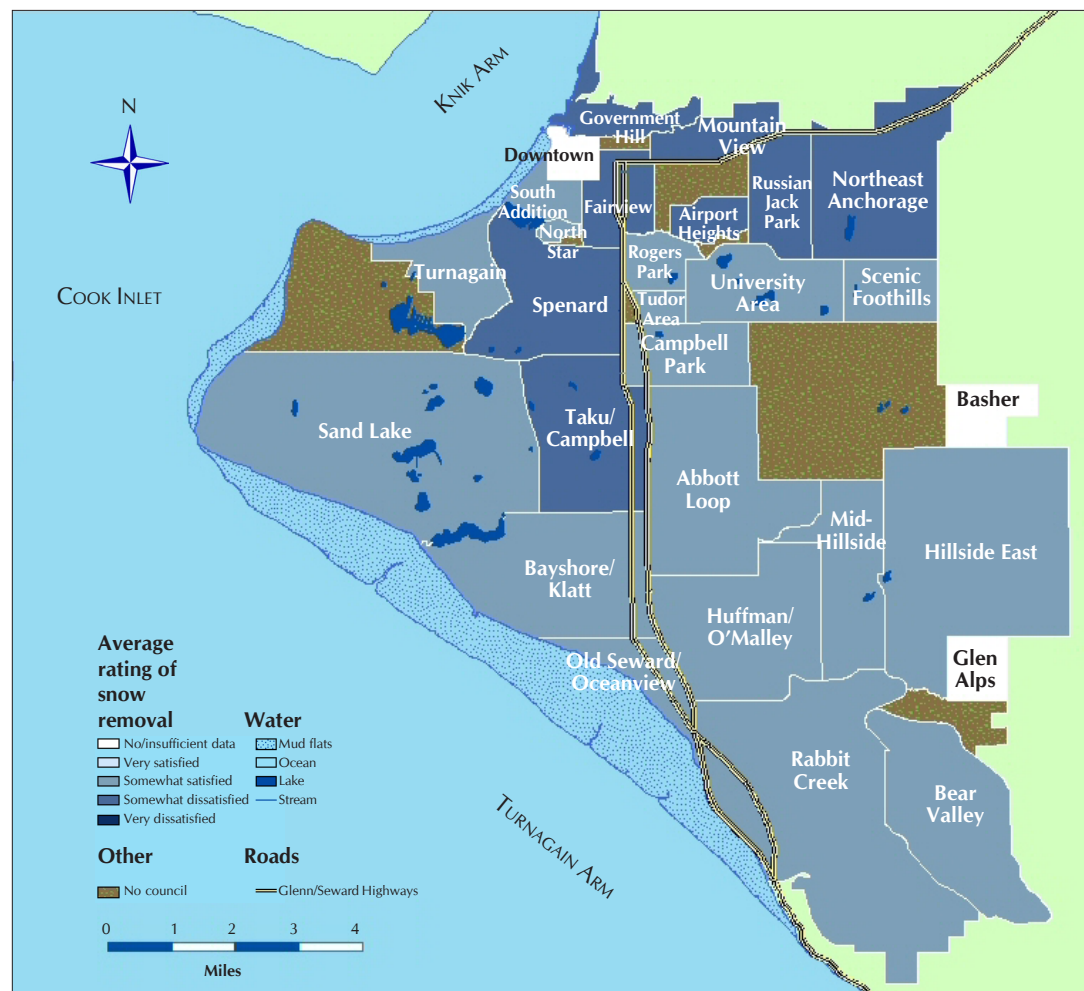 KNIK ARM
N
Government
Hill
Mountain
View
Downtown
Russian
Jack
Park
Northeast
Anchorage
South
Addition
Fairview
Airport
Heights
North
Star
Rogers
Park
Turnagain
COOK INLET
University
Area
Scenic
Foothills
Spenard
Tudor
Area
Campbell
Park
Basher
Sand Lake
Taku/
Campbell
Abbott
Loop
Mid-
Hillside
Hillside East
Bayshore/
Klatt
Huffman/
O’Malley
Old Seward/
Oceanview
Glen
Alps
Rabbit
Creek
Bear
Valley
TURNAGAIN ARM
Average
rating of
snow
removal
No/insufficient data
Very satisfied
Somewhat satisfied
Somewhat dissatisfied
Very dissatisfied
Water
Mud flats
Ocean
Lake
Stream
Other
No council
Roads
Glenn/Seward Highways
0 1 2 3 4
Miles